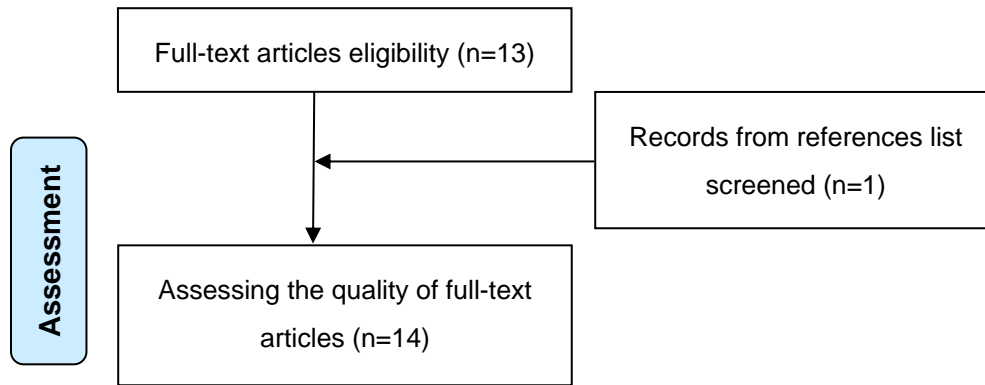 Full-text articles eligibility (n=13)
Records from references list
screened (n=1)
Assessment
Assessing the quality of full-text
articles (n=14)